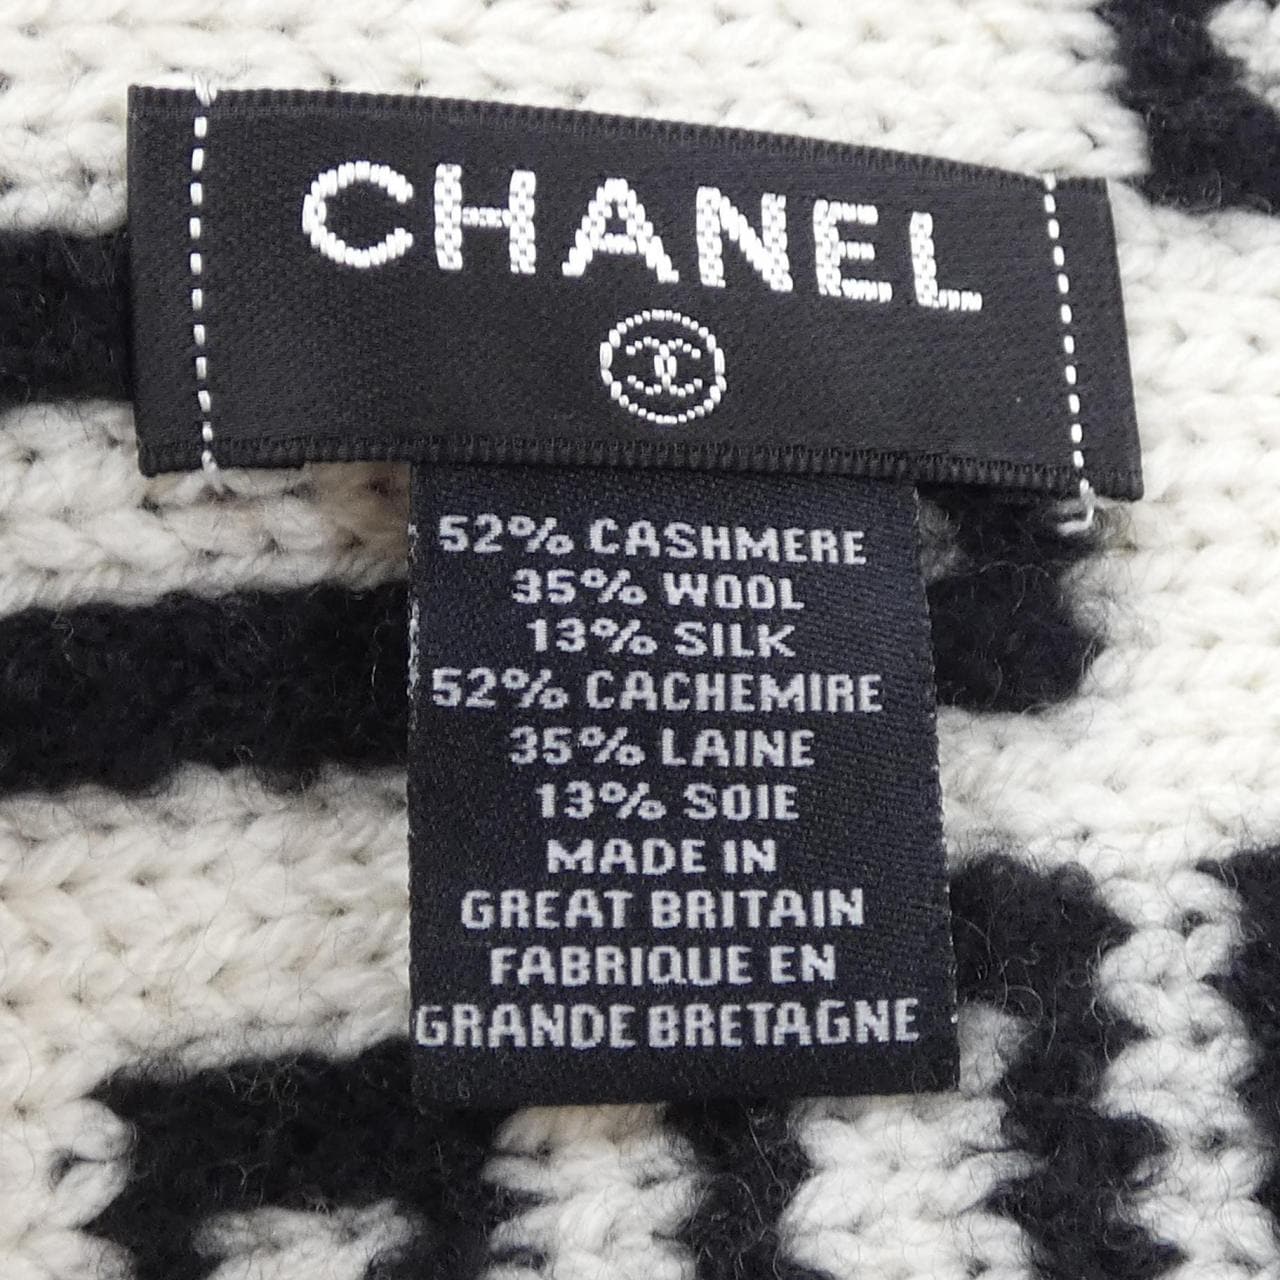 CHANEL
52% CASHMERE
35% WOOL
13% SILK
52% CACHEMIRE
35% LAINE
13% SOIE
MADE IN
GREAT BRITAIN
FABRIQUE EN
GRANDE BRETAGNE